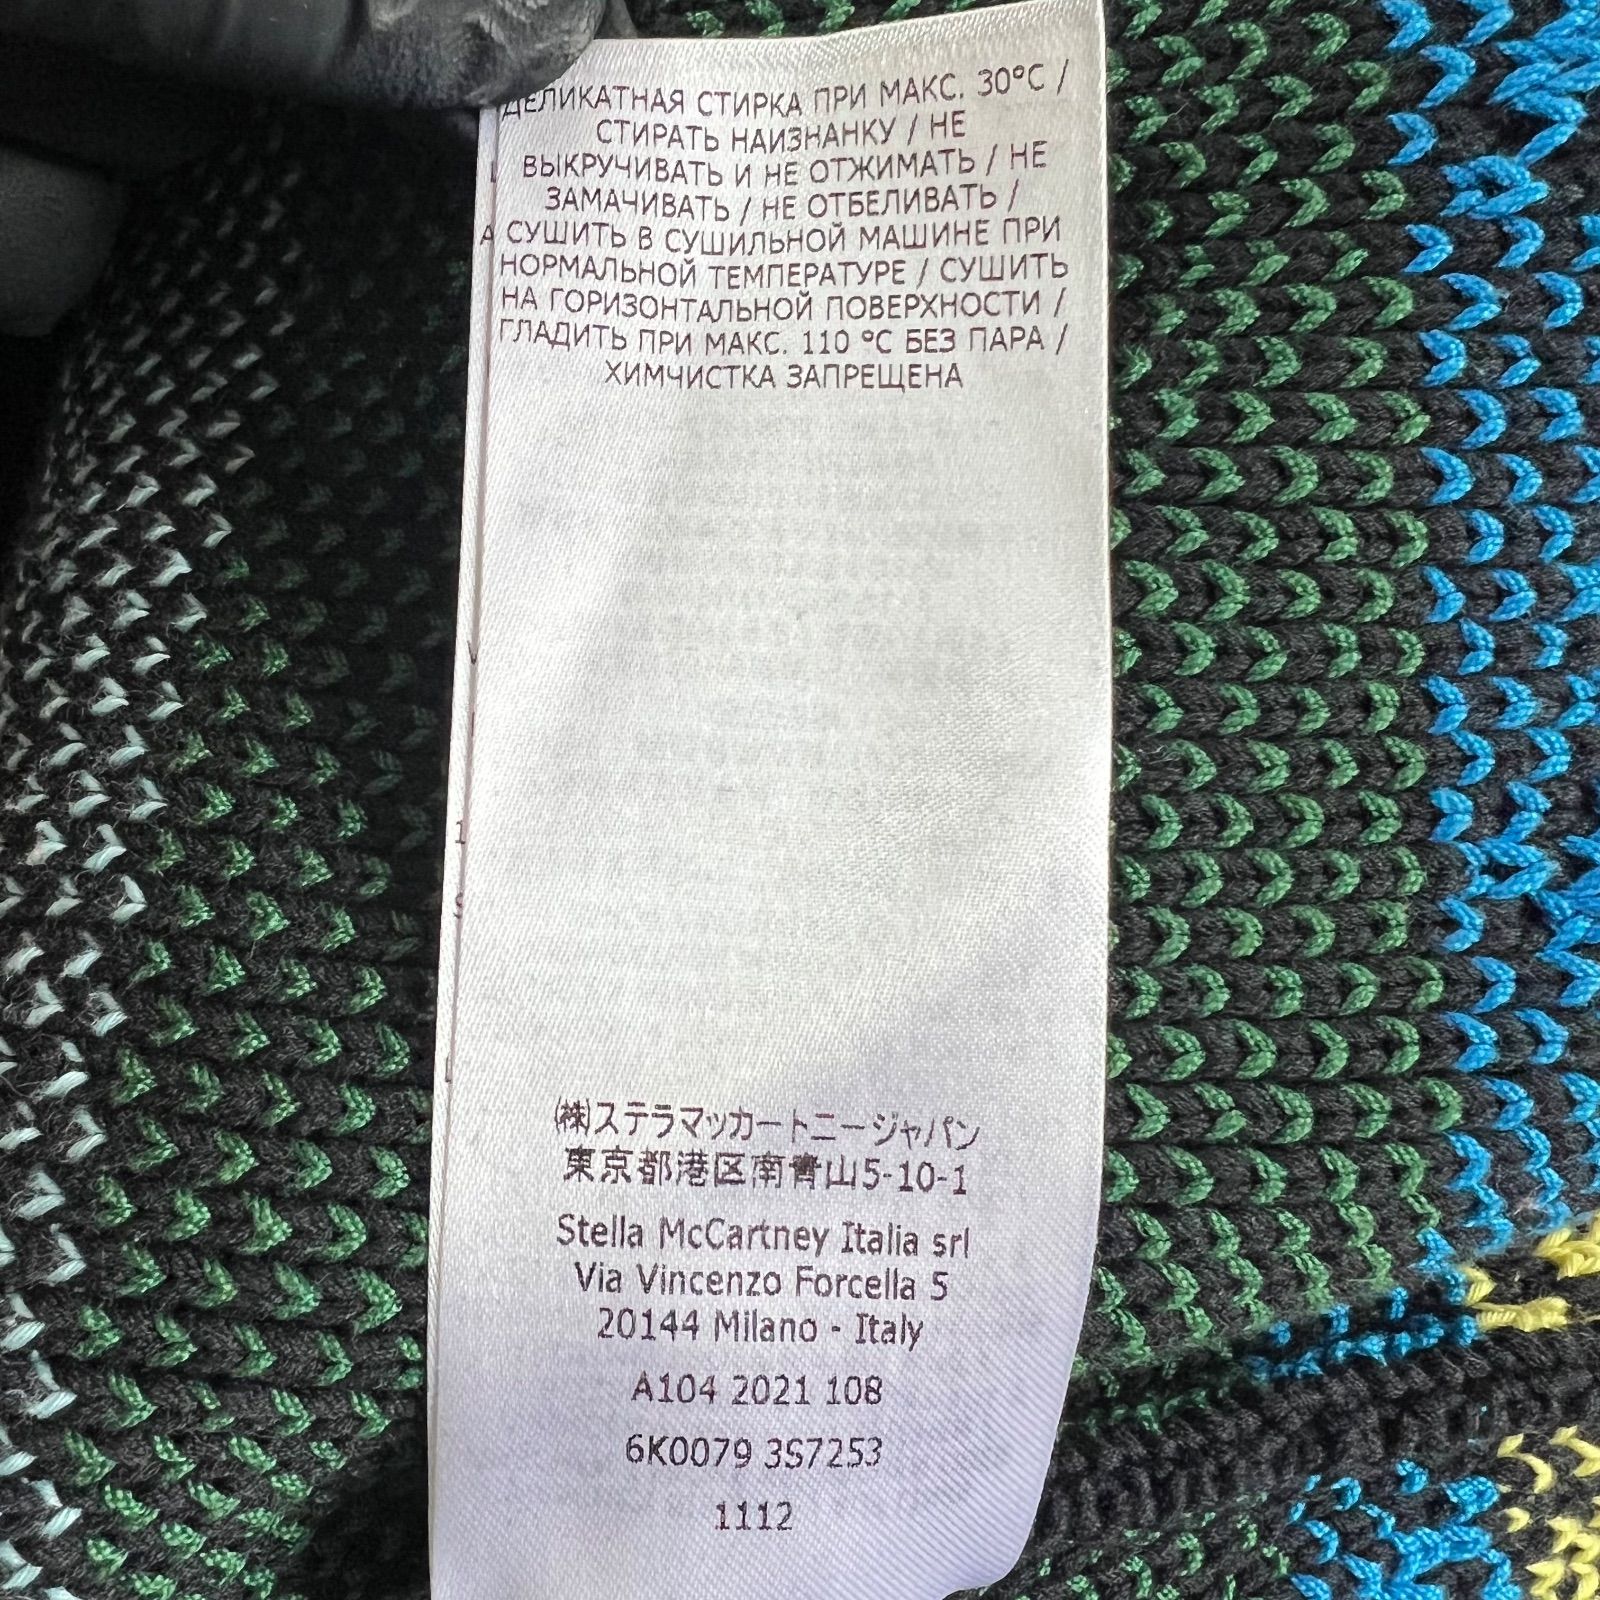 ДЕЛИКАТНАЯ СТИРКА ПРИ МАКС. 30°C /
СТИРАТЬ НАИЗНАНКУ / НЕ
ВЫКРУЧИВАТЬ И НЕ ОТЖИМАТЬ / НЕ
ЗАМАЧИВАТЬ / НЕ ОТБЕЛИВАТЬ /
СУШИТЬ В СУШИЛЬНОЙ МАШИНЕ ПРИ
НОРМАЛЬНОЙ ТЕМПЕРАТУРЕ / СУШИТЬ
НА ГОРИЗОНТАЛЬНОЙ ПОВЕРХНОСТИ /
ГЛАДИТЬ ПРИ МАКС. 110 °C БЕЗ ПАРА /
ХИМЧИСТКА ЗАПРЕЩЕНА
(株)ステラマッカートニージャパン
東京都港区南青山5-10-1
Stella McCartney Italia srl
Via Vincenzo Forcella 5
20144 Milano - Italy
A104 2021 108
6K0079 3S7253
1112